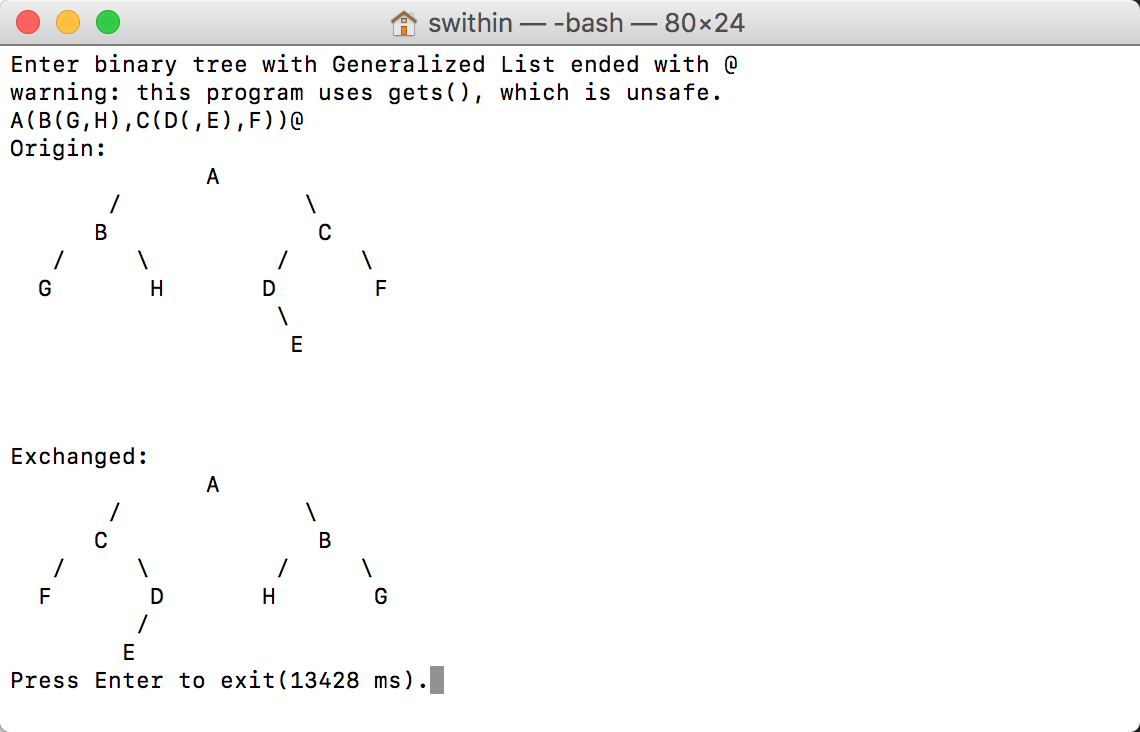 swithin — -bash — 80×24
Enter binary tree with Generalized List ended with @
warning: this program uses gets(), which is unsafe.
A(B(G,H),C(D(,E),F))@
Origin:
              A
       /             \
      B               C
   /     \         /     \
  G       H       D       F
                   \
                    E
Exchanged:
              A
       /             \
      C               B
   /     \         /     \
  F       D       H       G
         /
        E
Press Enter to exit(13428 ms).